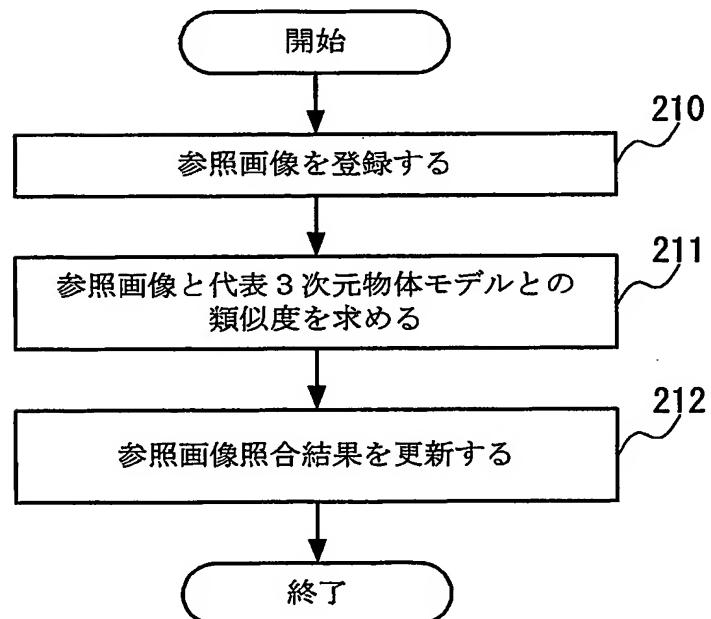 開始
210
参照画像を登録する
211
参照画像と代表3次元物体モデルとの
類似度を求める
212
参照画像照合結果を更新する
終了